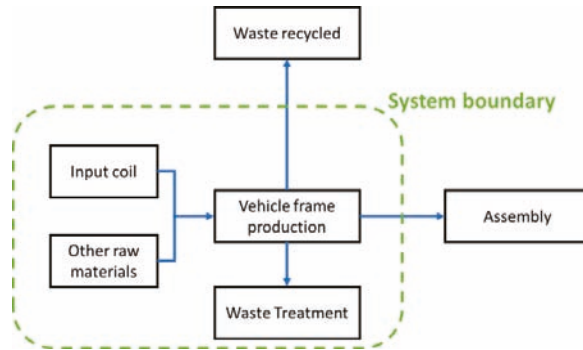 Waste recycled
System boundary
Input coil
Vehicle frame
production
Assembly
Other raw
materials
Waste Treatment